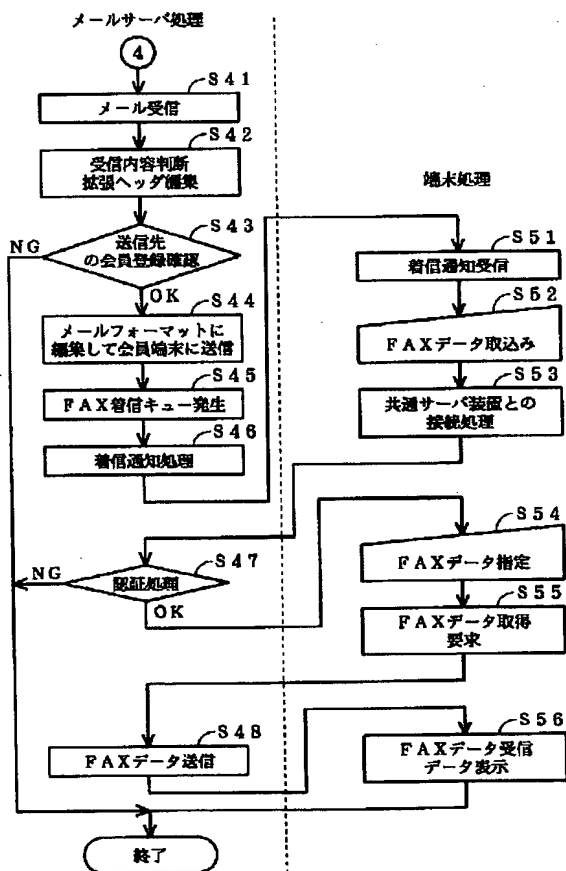 メールサーバ処理
4
S41
メール受信
S42
受信内容判断
拡張ヘッダ編集
S43
送信先
の会員登録確認
NG
OK
S44
メールフォーマットに
編集して会員端末に送信
S45
FAX着信キュー発生
S46
着信通知処理
S47
認証処理
NG
OK
S48
FAXデータ送信
終了
端末処理
S51
着信通知受信
S52
FAXデータ取込み
S53
共通サーバ装置との
接続処理
S54
FAXデータ指定
S55
FAXデータ取得
要求
S56
FAXデータ受信
データ表示